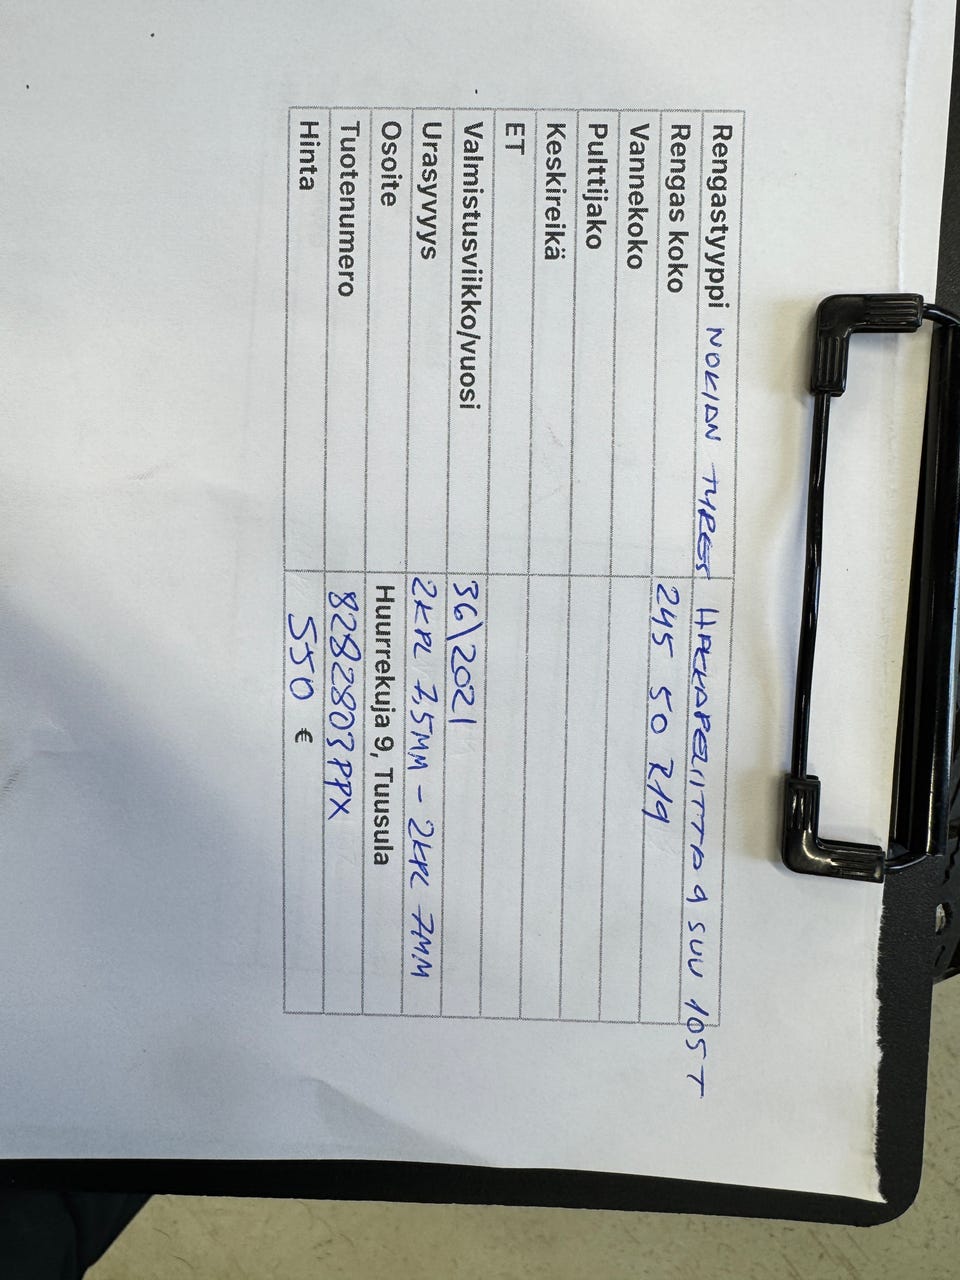 Rengastyyppi NOKIAN TYRES HAKKAPELIITTA 9 SUV 105T
Rengas koko 245 50 R19
Vannekoko
Pulttijako
Keskireikä
ET
Valmistusviikko/vuosi 36\2021
Urasyvyys 2KPL 7,5MM - 2KPL 7MM
Osoite Huurrekuja 9, Tuusula
Tuotenumero 8282803PPX
Hinta 550 €